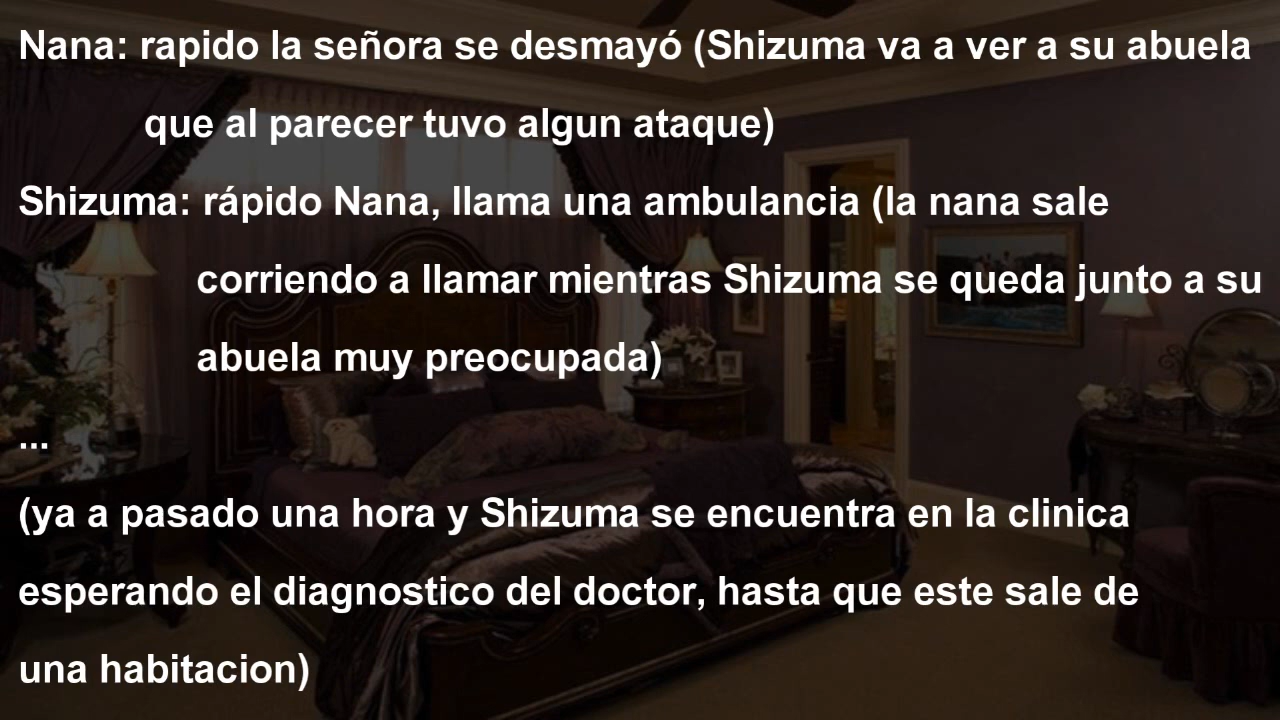 Nana: rapido la señora se desmayó (Shizuma va a ver a su abuela
que al parecer tuvo algun ataque)
Shizuma: rápido Nana, llama una ambulancia (la nana sale
corriendo a llamar mientras Shizuma se queda junto a su
abuela muy preocupada)
...
(ya a pasado una hora y Shizuma se encuentra en la clinica
esperando el diagnostico del doctor, hasta que este sale de
una habitacion)